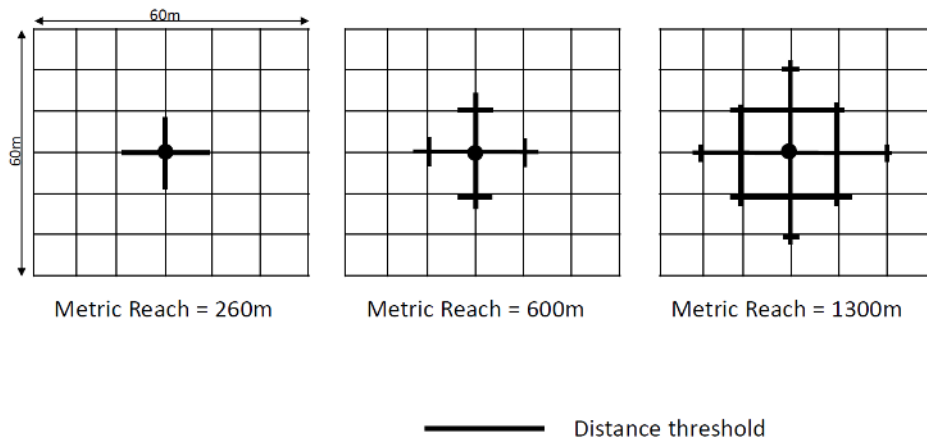 60m
60m
Metric Reach = 260m
Metric Reach = 600m
Metric Reach = 1300m
Distance threshold